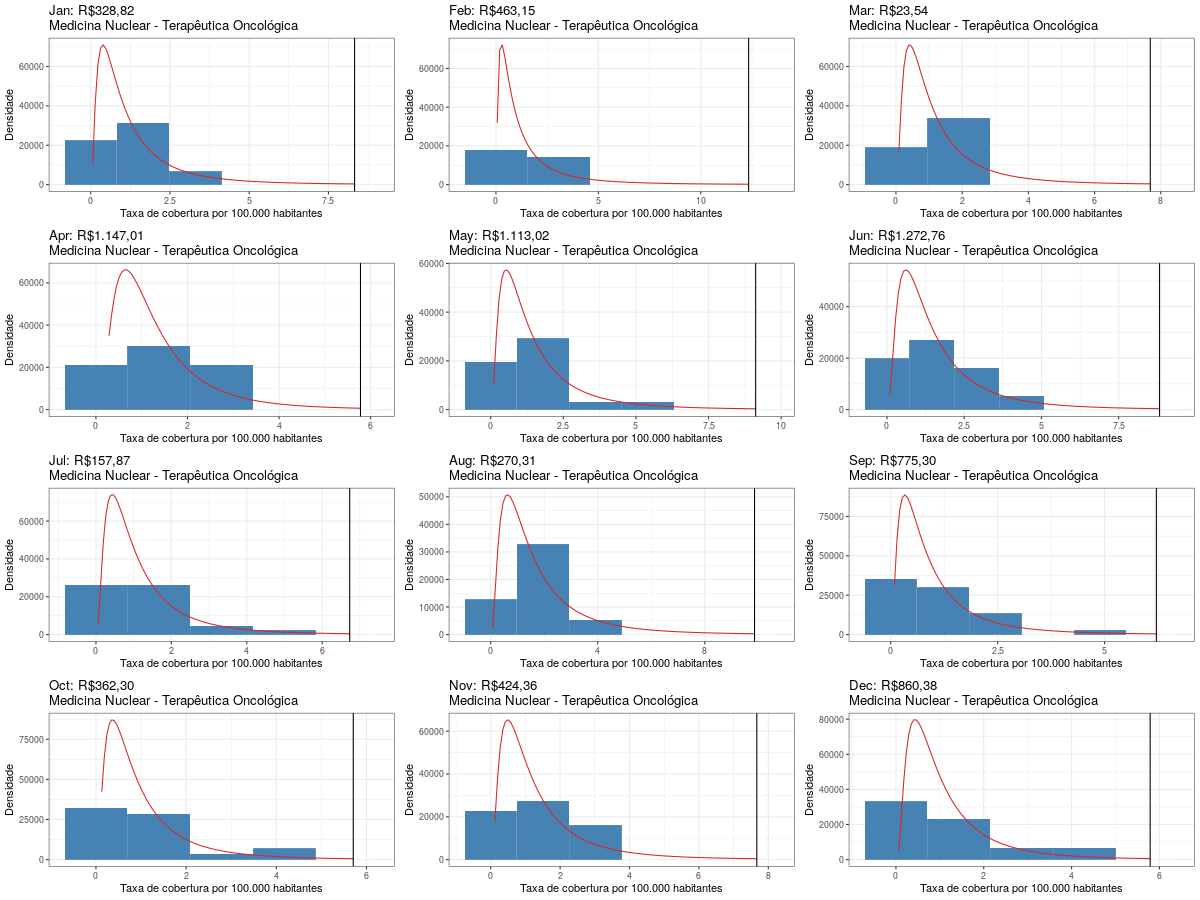 Jan: R$328,82
Medicina Nuclear - Terapêutica Oncológica
Densidade
60000
40000
20000
0
0
2.5
5
7.5
Taxa de cobertura por 100.000 habitantes
Feb: R$463,15
Medicina Nuclear - Terapêutica Oncológica
Densidade
60000
40000
20000
0
0
5
10
Taxa de cobertura por 100.000 habitantes
Mar: R$23,54
Medicina Nuclear - Terapêutica Oncológica
Densidade
60000
40000
20000
0
0
2
4
6
8
Taxa de cobertura por 100.000 habitantes
Apr: R$1.147,01
Medicina Nuclear - Terapêutica Oncológica
Densidade
60000
40000
20000
0
0
2
4
6
Taxa de cobertura por 100.000 habitantes
May: R$1.113,02
Medicina Nuclear - Terapêutica Oncológica
Densidade
60000
40000
20000
0
0
2.5
5
7.5
10
Taxa de cobertura por 100.000 habitantes
Jun: R$1.272,76
Medicina Nuclear - Terapêutica Oncológica
Densidade
40000
20000
0
0
2.5
5
7.5
Taxa de cobertura por 100.000 habitantes
Jul: R$157,87
Medicina Nuclear - Terapêutica Oncológica
Densidade
60000
40000
20000
0
0
2
4
6
Taxa de cobertura por 100.000 habitantes
Aug: R$270,31
Medicina Nuclear - Terapêutica Oncológica
Densidade
50000
40000
30000
20000
10000
0
0
4
8
Taxa de cobertura por 100.000 habitantes
Sep: R$775,30
Medicina Nuclear - Terapêutica Oncológica
Densidade
75000
50000
25000
0
0
2.5
5
Taxa de cobertura por 100.000 habitantes
Oct: R$362,30
Medicina Nuclear - Terapêutica Oncológica
Densidade
75000
50000
25000
0
0
2
4
6
Taxa de cobertura por 100.000 habitantes
Nov: R$424,36
Medicina Nuclear - Terapêutica Oncológica
Densidade
60000
40000
20000
0
0
2
4
6
8
Taxa de cobertura por 100.000 habitantes
Dec: R$860,38
Medicina Nuclear - Terapêutica Oncológica
Densidade
80000
60000
40000
20000
0
0
2
4
6
Taxa de cobertura por 100.000 habitantes